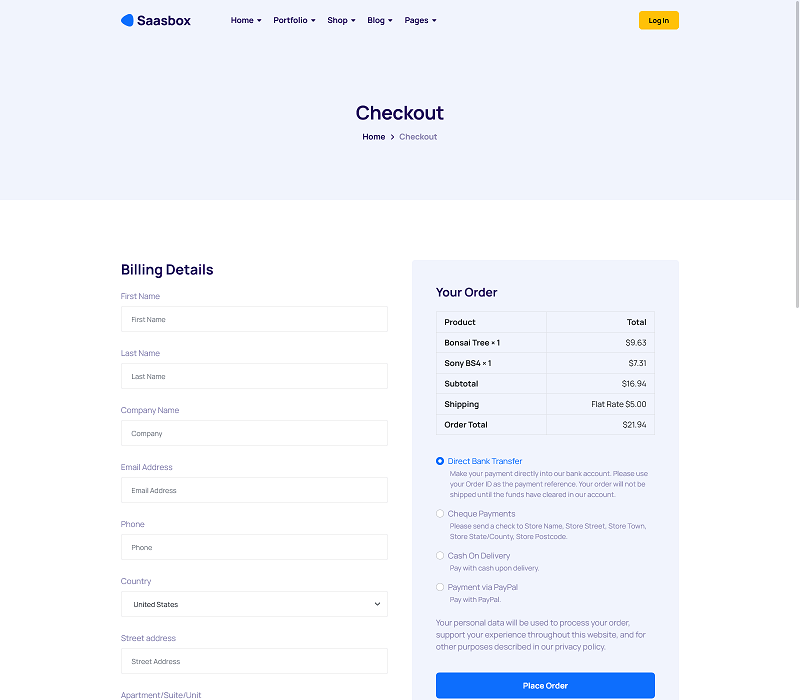 Saasbox Home Portfolio Shop Blog Pages Log In
Checkout
Home > Checkout
Billing Details
First Name
First Name
Last Name
Last Name
Company Name
Company
Email Address
Email Address
Phone
Phone
Country
United States
Street address
Street Address
Apartment/Suite/Unit
Your Order
Product Total
Bonsai Tree × 1 $9.63
Sony BS4 × 1 $7.31
Subtotal $16.94
Shipping Flat Rate $5.00
Order Total $21.94
Direct Bank Transfer
Make your payment directly into our bank account. Please use
your Order ID as the payment reference. Your order will not be
shipped until the funds have cleared in our account.
Cheque Payments
Please send a check to Store Name, Store Street, Store Town,
Store State/County, Store Postcode.
Cash On Delivery
Pay with cash upon delivery.
Payment via PayPal
Pay with PayPal.
Your personal data will be used to process your order,
support your experience throughout this website, and for
other purposes described in our privacy policy.
Place Order